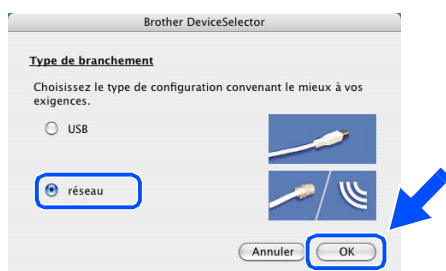 Brother DeviceSelector
Type de branchement
Choisissez le type de configuration convenant le mieux à vos
exigences.
USB
réseau
Annuler OK